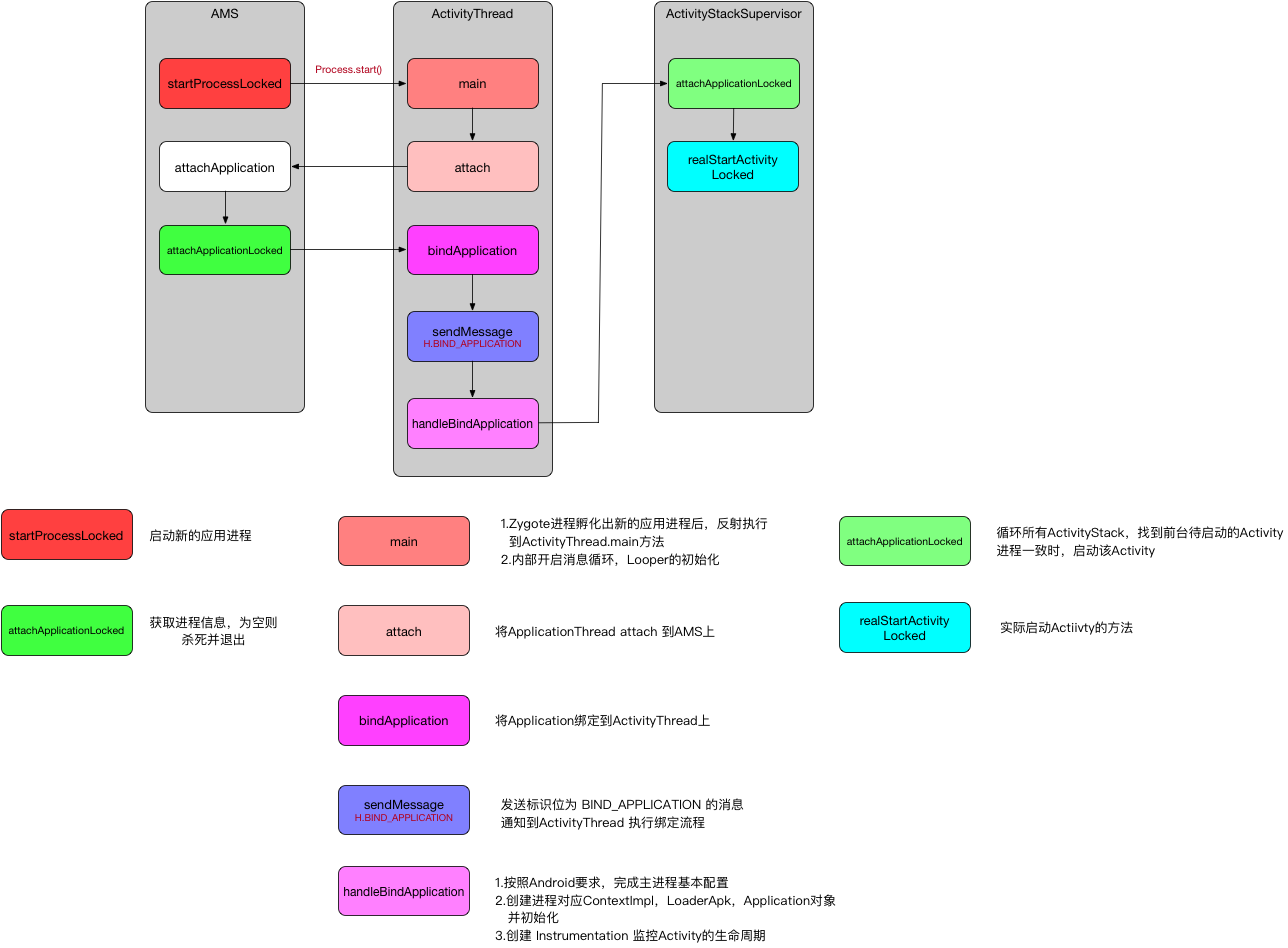 AMS
ActivityThread
ActivityStackSupervisor
startProcessLocked
Process.start()
main
attachApplicationLocked
attachApplication
attach
realStartActivity
Locked
attachApplicationLocked
bindApplication
sendMessage
H.BIND_APPLICATION
handleBindApplication
startProcessLocked
启动新的应用进程
main
1.Zygote进程孵化出新的应用进程后，反射执行
到ActivityThread.main方法
2.内部开启消息循环，Looper的初始化
attachApplicationLocked
循环所有ActivityStack，找到前台待启动的Activity
进程一致时，启动该Activity
attachApplicationLocked
获取进程信息，为空则
杀死并退出
attach
将ApplicationThread attach 到AMS上
realStartActivity
Locked
实际启动Actiivty的方法
bindApplication
将Application绑定到ActivityThread上
sendMessage
H.BIND_APPLICATION
发送标识位为 BIND_APPLICATION 的消息
通知到ActivityThread 执行绑定流程
handleBindApplication
1.按照Android要求，完成主进程基本配置
2.创建进程对应ContextImpl，LoaderApk，Application对象
并初始化
3.创建 Instrumentation 监控Activity的生命周期